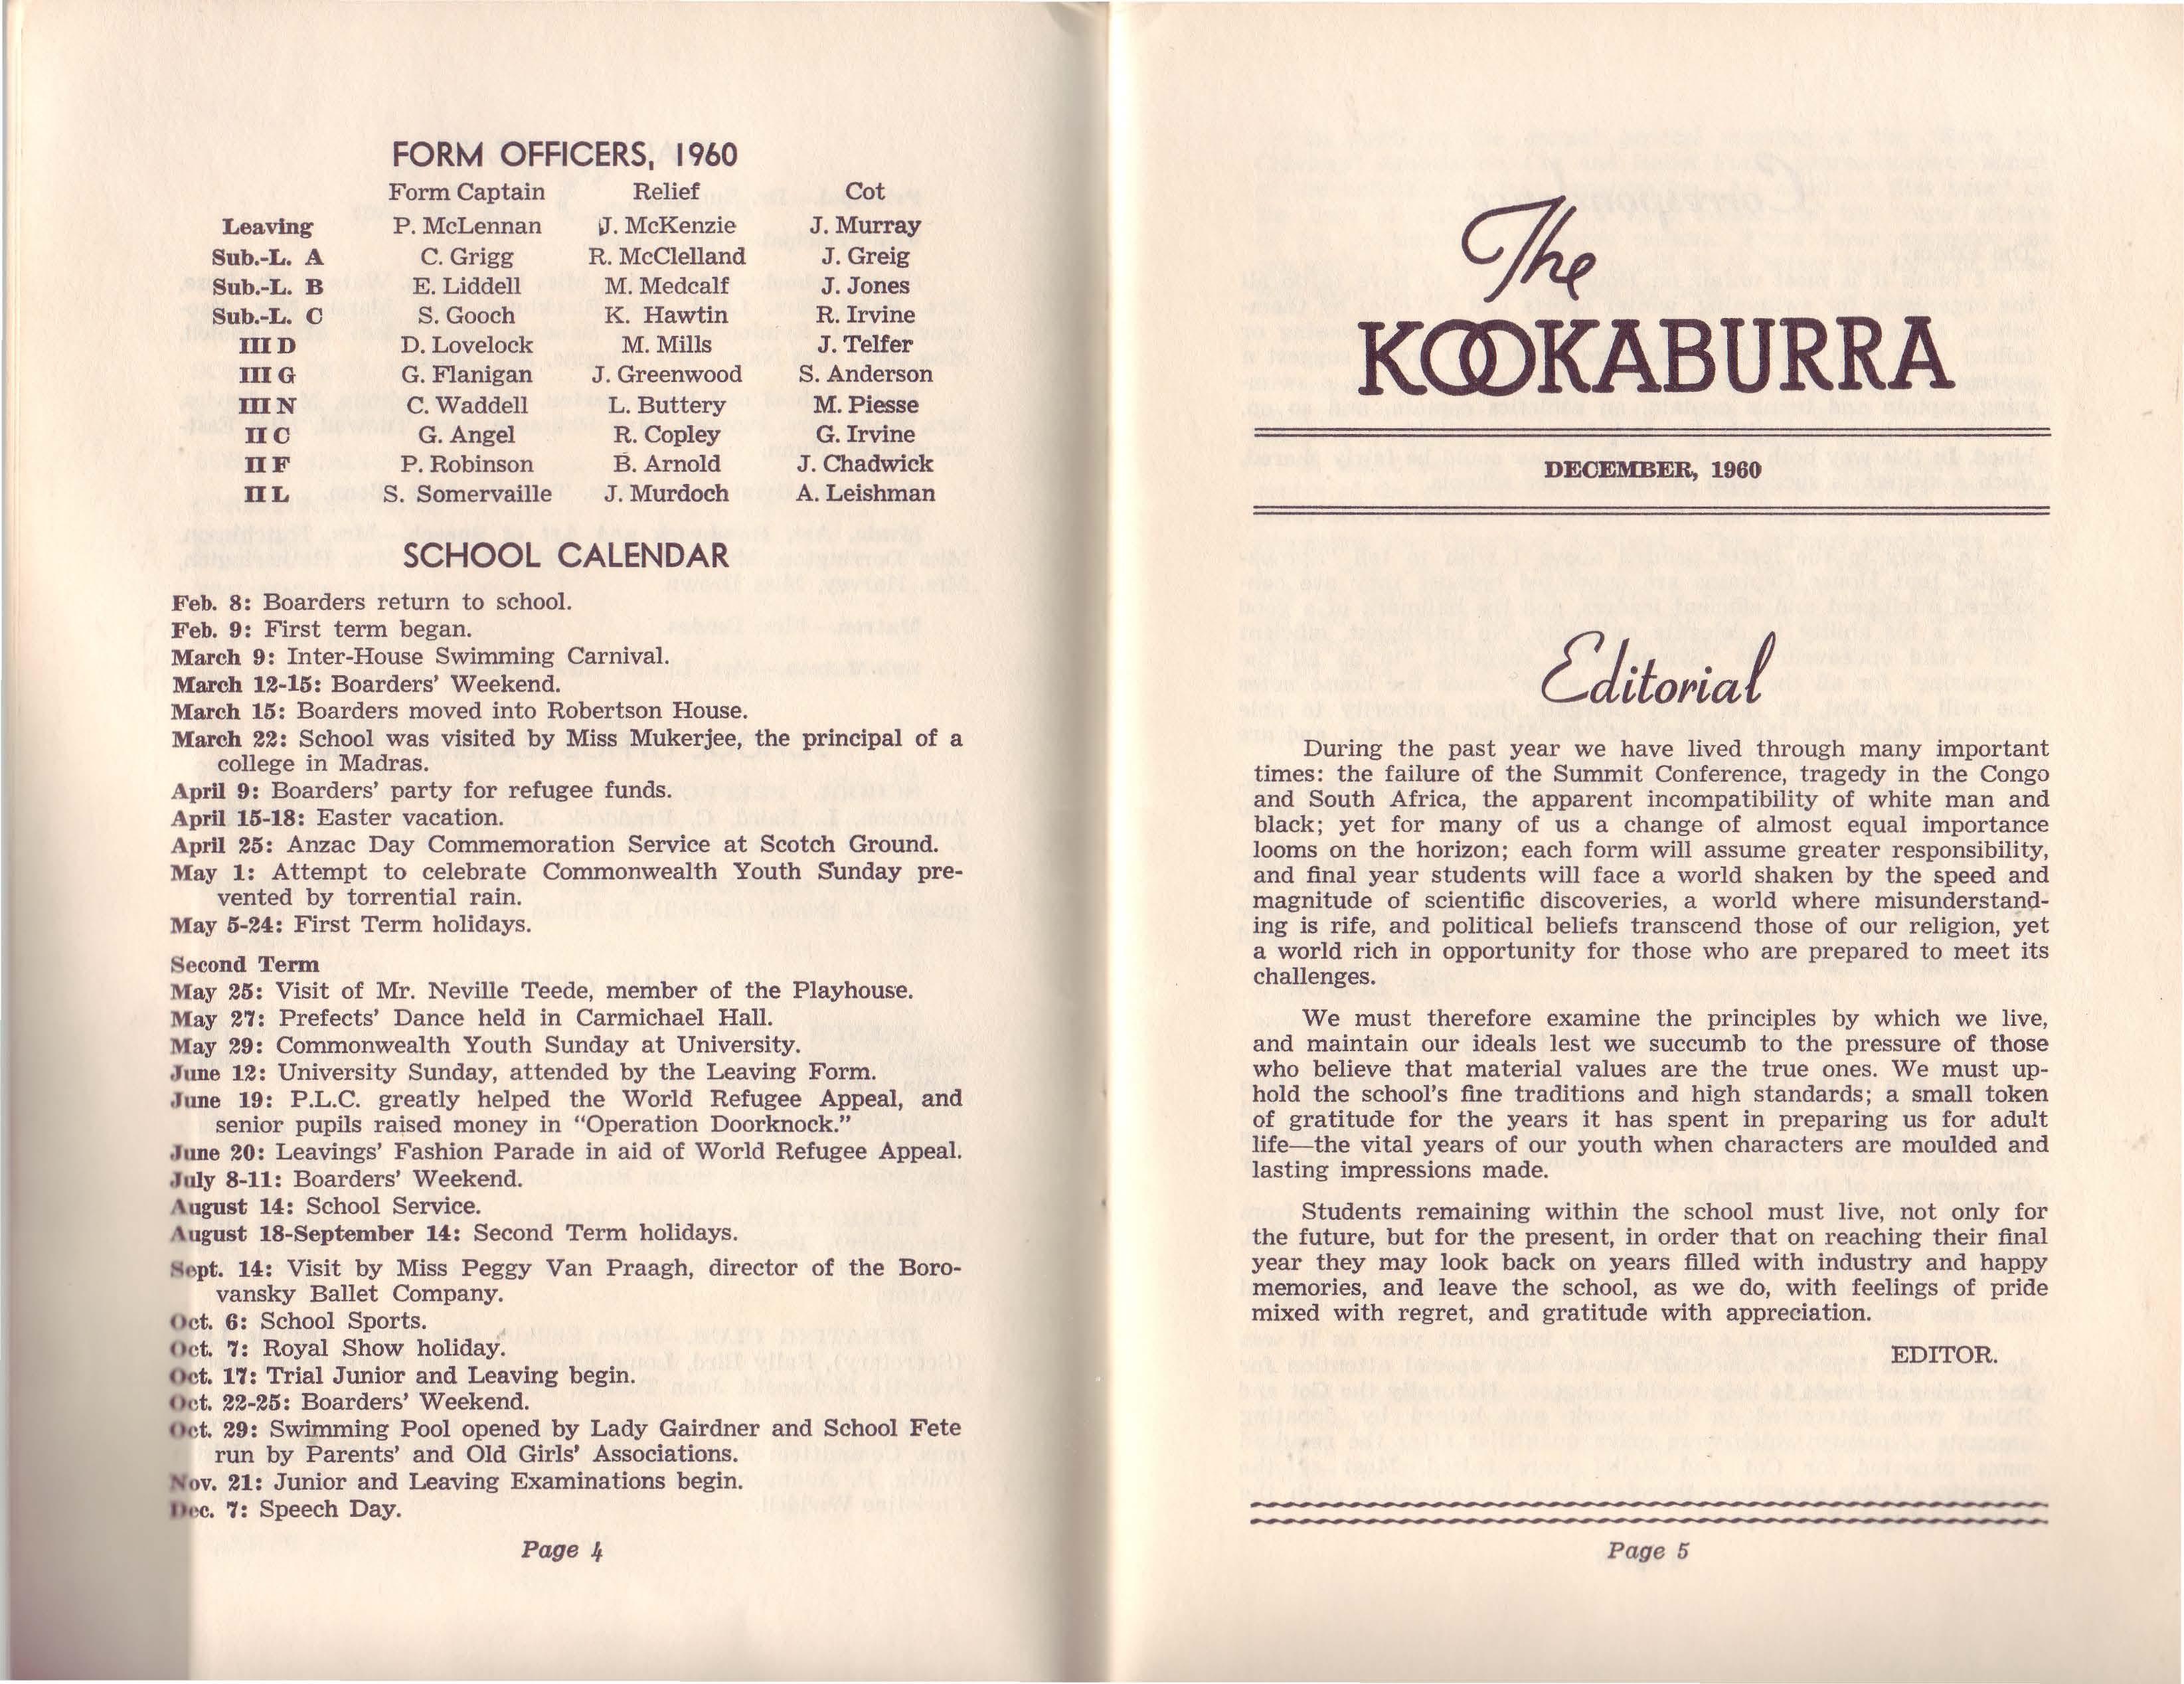 FORM OFFICERS, 1960
Form Captain Relief Cot
Leaving P. McLennan J. McKenzie J. Murray
Sub.-L. A C. Grigg R. McClelland J. Greig
Sub.-L. B E. Liddell M. Medcalf J. Jones
Sub.-L. C S. Gooch K. Hawtin R. Irvine
III D D. Lovelock M. Mills J. Telfer
III G G. Flanigan J. Greenwood S. Anderson
III N C. Waddell L. Buttery M. Piesse
II C G. Angel R. Copley G. Irvine
II F P. Robinson B. Arnold J. Chadwick
II L S. Somervaille J. Murdoch A. Leishman
SCHOOL CALENDAR
Feb. 8: Boarders return to school.
Feb. 9: First term began.
March 9: Inter-House Swimming Carnival.
March 12-15: Boarders' Weekend.
March 15: Boarders moved into Robertson House.
March 22: School was visited by Miss Mukerjee, the principal of a
college in Madras.
April 9: Boarders' party for refugee funds.
April 15-18: Easter vacation.
April 25: Anzac Day Commemoration Service at Scotch Ground.
May 1: Attempt to celebrate Commonwealth Youth Sunday pre-
vented by torrential rain.
May 5-24: First Term holidays.
Second Term
May 25: Visit of Mr. Neville Teede, member of the Playhouse.
May 27: Prefects' Dance held in Carmichael Hall.
May 29: Commonwealth Youth Sunday at University.
June 12: University Sunday, attended by the Leaving Form.
June 19: P.L.C. greatly helped the World Refugee Appeal, and
senior pupils raised money in "Operation Doorknock."
June 20: Leavings' Fashion Parade in aid of World Refugee Appeal.
July 8-11: Boarders' Weekend.
August 14: School Service.
August 18-September 14: Second Term holidays.
Sept. 14: Visit by Miss Peggy Van Praagh, director of the Boro-
vansky Ballet Company.
Oct. 6: School Sports.
Oct. 7: Royal Show holiday.
Oct. 17: Trial Junior and Leaving begin.
Oct. 22-25: Boarders' Weekend.
Oct. 29: Swimming Pool opened by Lady Gairdner and School Fete
run by Parents' and Old Girls' Associations.
Nov. 21: Junior and Leaving Examinations begin.
Dec. 7: Speech Day.
Page 4
The
KOOKABURRA
DECEMBER, 1960
Editorial
During the past year we have lived through many important
times: the failure of the Summit Conference, tragedy in the Congo
and South Africa, the apparent incompatibility of white man and
black; yet for many of us a change of almost equal importance
looms on the horizon; each form will assume greater responsibility,
and final year students will face a world shaken by the speed and
magnitude of scientific discoveries, a world where misunderstand-
ing is rife, and political beliefs transcend those of our religion, yet
a world rich in opportunity for those who are prepared to meet its
challenges.
We must therefore examine the principles by which we live,
and maintain our ideals lest we succumb to the pressure of those
who believe that material values are the true ones. We must up-
hold the school's fine traditions and high standards; a small token
of gratitude for the years it has spent in preparing us for adult
life—the vital years of our youth when characters are moulded and
lasting impressions made.
Students remaining within the school must live, not only for
the future, but for the present, in order that on reaching their final
year they may look back on years filled with industry and happy
memories, and leave the school, as we do, with feelings of pride
mixed with regret, and gratitude with appreciation.
EDITOR.
Page 5